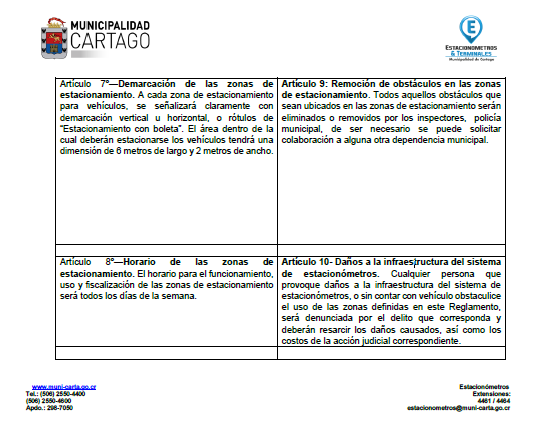 MUNICIPALIDAD
CARTAGO
ESTACIONOMETROS
& TERMINALES
Municipalidad de Cartago
Artículo 7º—Demarcación de las zonas de
estacionamiento. A cada zona de estacionamiento
para vehículos, se señalizará claramente con
demarcación vertical u horizontal, o rótulos de
“Estacionamiento con boleta”. El área dentro de la
cual deberán estacionarse los vehículos tendrá una
dimensión de 6 metros de largo y 2 metros de ancho.
Artículo 9: Remoción de obstáculos en las zonas
de estacionamiento. Todos aquellos obstáculos que
sean ubicados en las zonas de estacionamiento serán
eliminados o removidos por los inspectores, policía
municipal, de ser necesario se puede solicitar
colaboración a alguna otra dependencia municipal.
Artículo 8º—Horario de las zonas de
estacionamiento. El horario para el funcionamiento,
uso y fiscalización de las zonas de estacionamiento
será todos los días de la semana.
Artículo 10- Daños a la infraestructura del sistema
de estacionómetros. Cualquier persona que
provoque daños a la infraestructura del sistema de
estacionómetros, o sin contar con vehículo obstaculice
el uso de las zonas definidas en este Reglamento,
será denunciada por el delito que corresponda y
deberán resarcir los daños causados, así como los
costos de la acción judicial correspondiente.
www.muni-carta.go.cr
Tel.: (506) 2550-4400
(506) 2550-4600
Apdo.: 298-7050
Estacionómetros
Extensiones:
4461 / 4464
estacionometros@muni-carta.go.cr